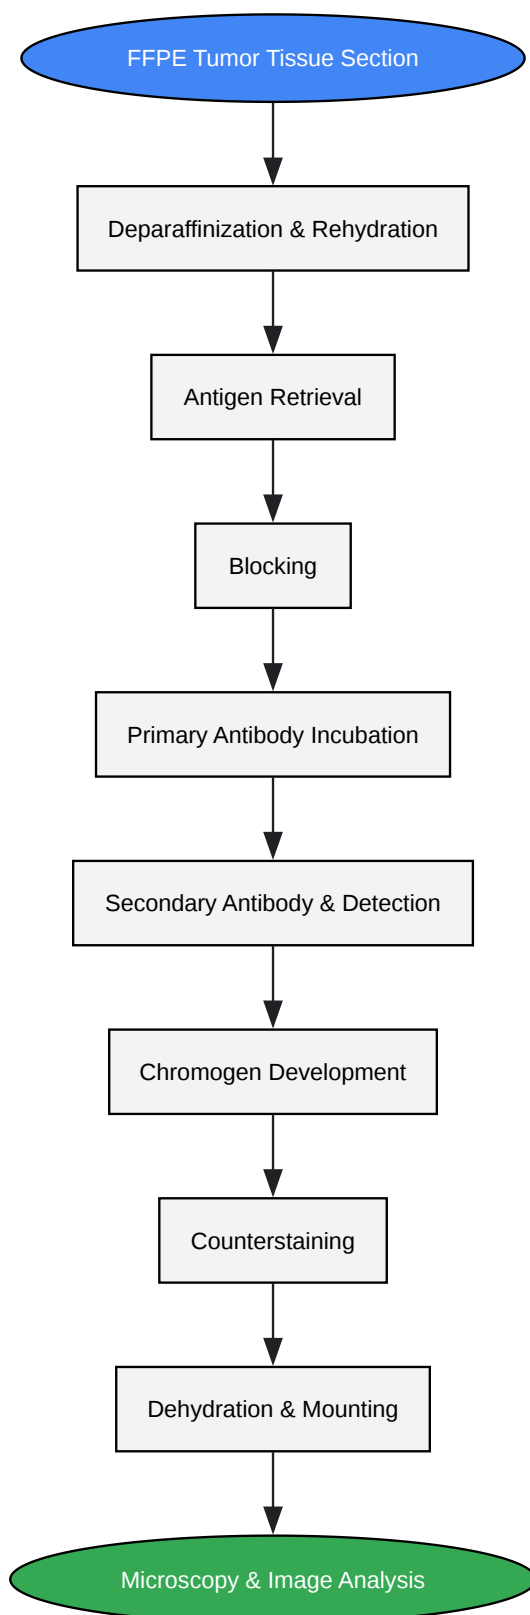 FFPE Tumor Tissue Section
Deparaffinization & Rehydration
Antigen Retrieval
Blocking
Primary Antibody Incubation
Secondary Antibody & Detection
Chromogen Development
Counterstaining
Dehydration & Mounting
Microscopy & Image Analysis